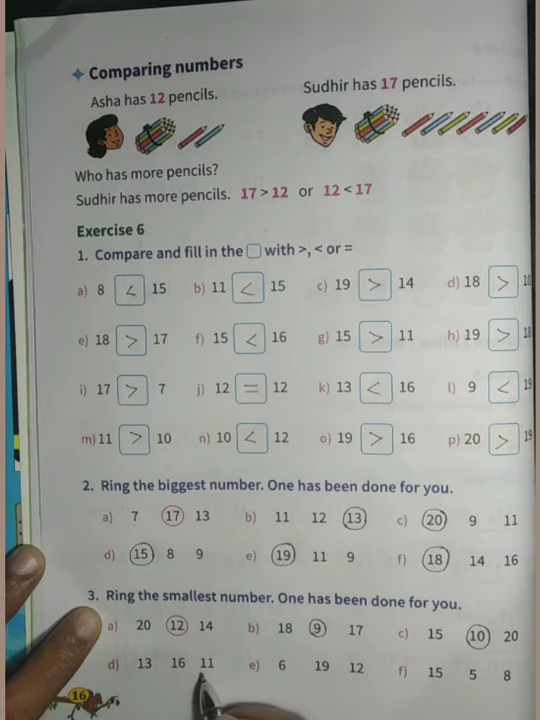 Comparing numbers
Asha has 12 pencils. Sudhir has 17 pencils.
Who has more pencils?
Sudhir has more pencils. 17 > 12 or 12 < 17
Exercise 6
1. Compare and fill in the □ with >, < or =
a) 8 < 15 b) 11 < 15 c) 19 > 14 d) 18 > 10
e) 18 > 17 f) 15 < 16 g) 15 > 11 h) 19 > 18
i) 17 > 7 j) 12 = 12 k) 13 < 16 l) 9 < 19
m) 11 > 10 n) 10 < 12 o) 19 > 16 p) 20 > 19
2. Ring the biggest number. One has been done for you.
a) 7 17 13 b) 11 12 13 c) 20 9 11
d) 15 8 9 e) 19 11 9 f) 18 14 16
3. Ring the smallest number. One has been done for you.
a) 20 12 14 b) 18 9 17 c) 15 10 20
d) 13 16 11 e) 6 19 12 f) 15 5 8
16